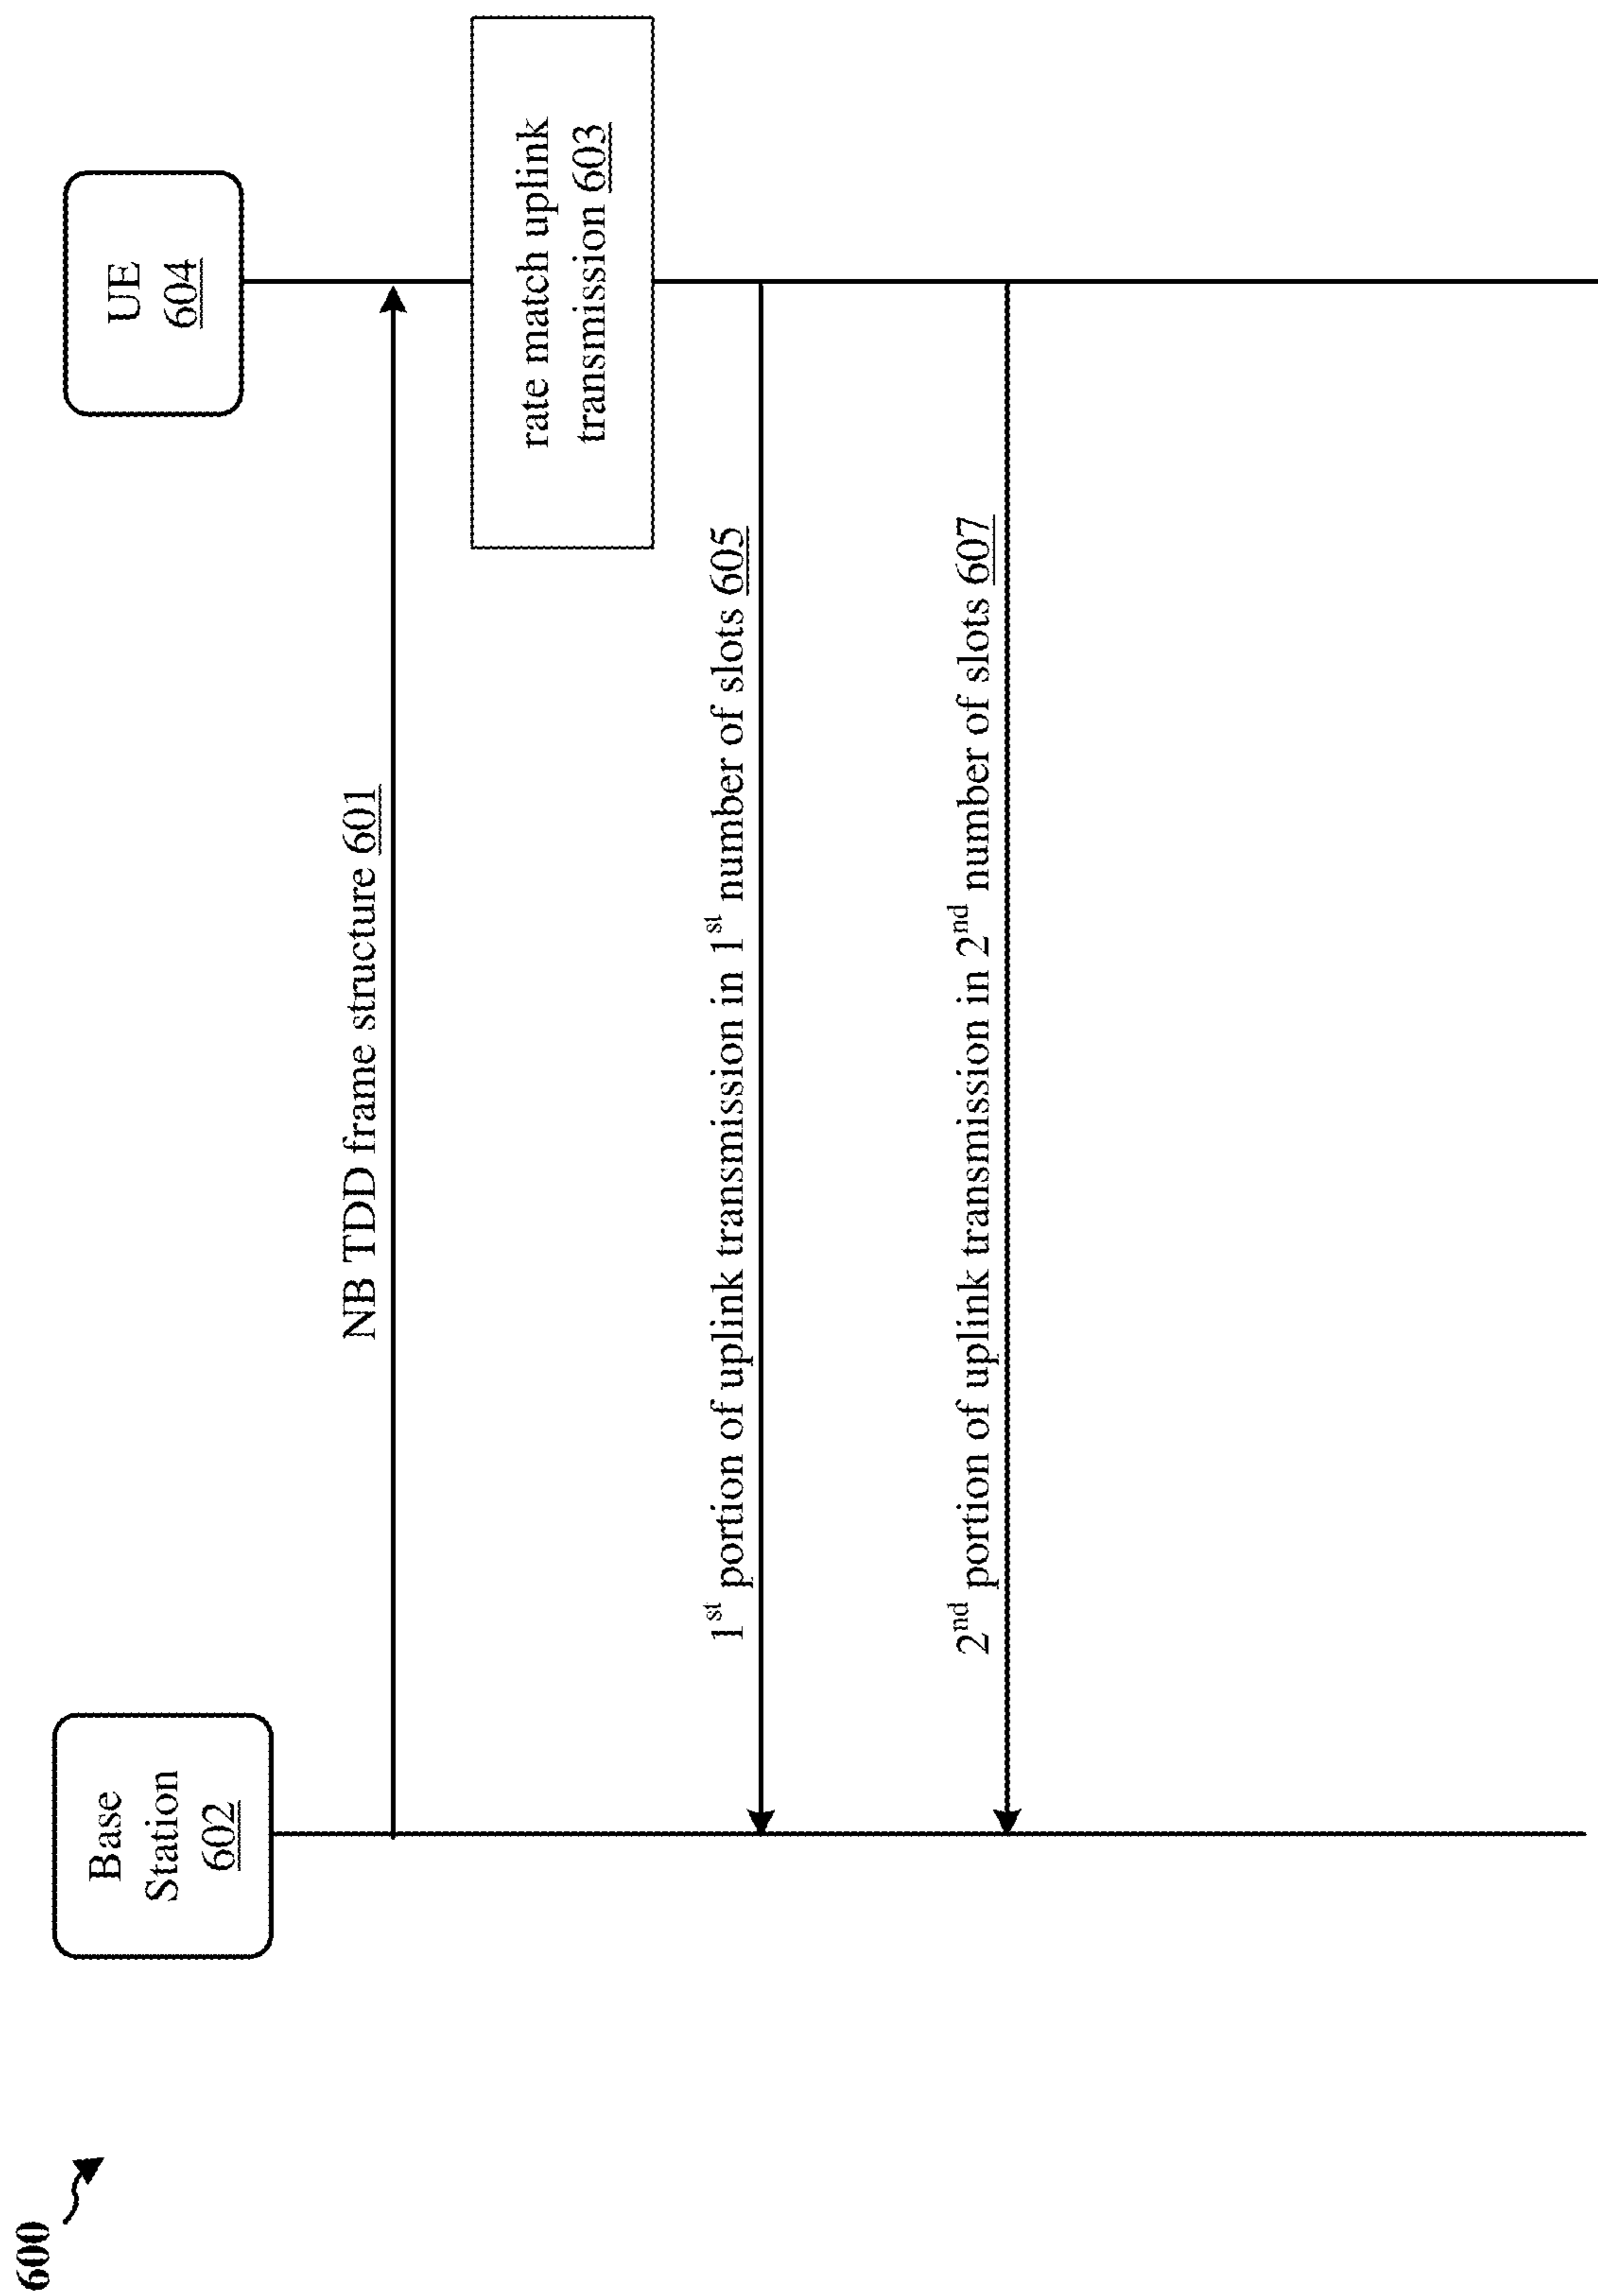 600
Base
Station
602
UE
604
NB TDD frame structure 601
rate match uplink
transmission 603
1st portion of uplink transmission in 1st number of slots 605
2nd portion of uplink transmission in 2nd number of slots 607